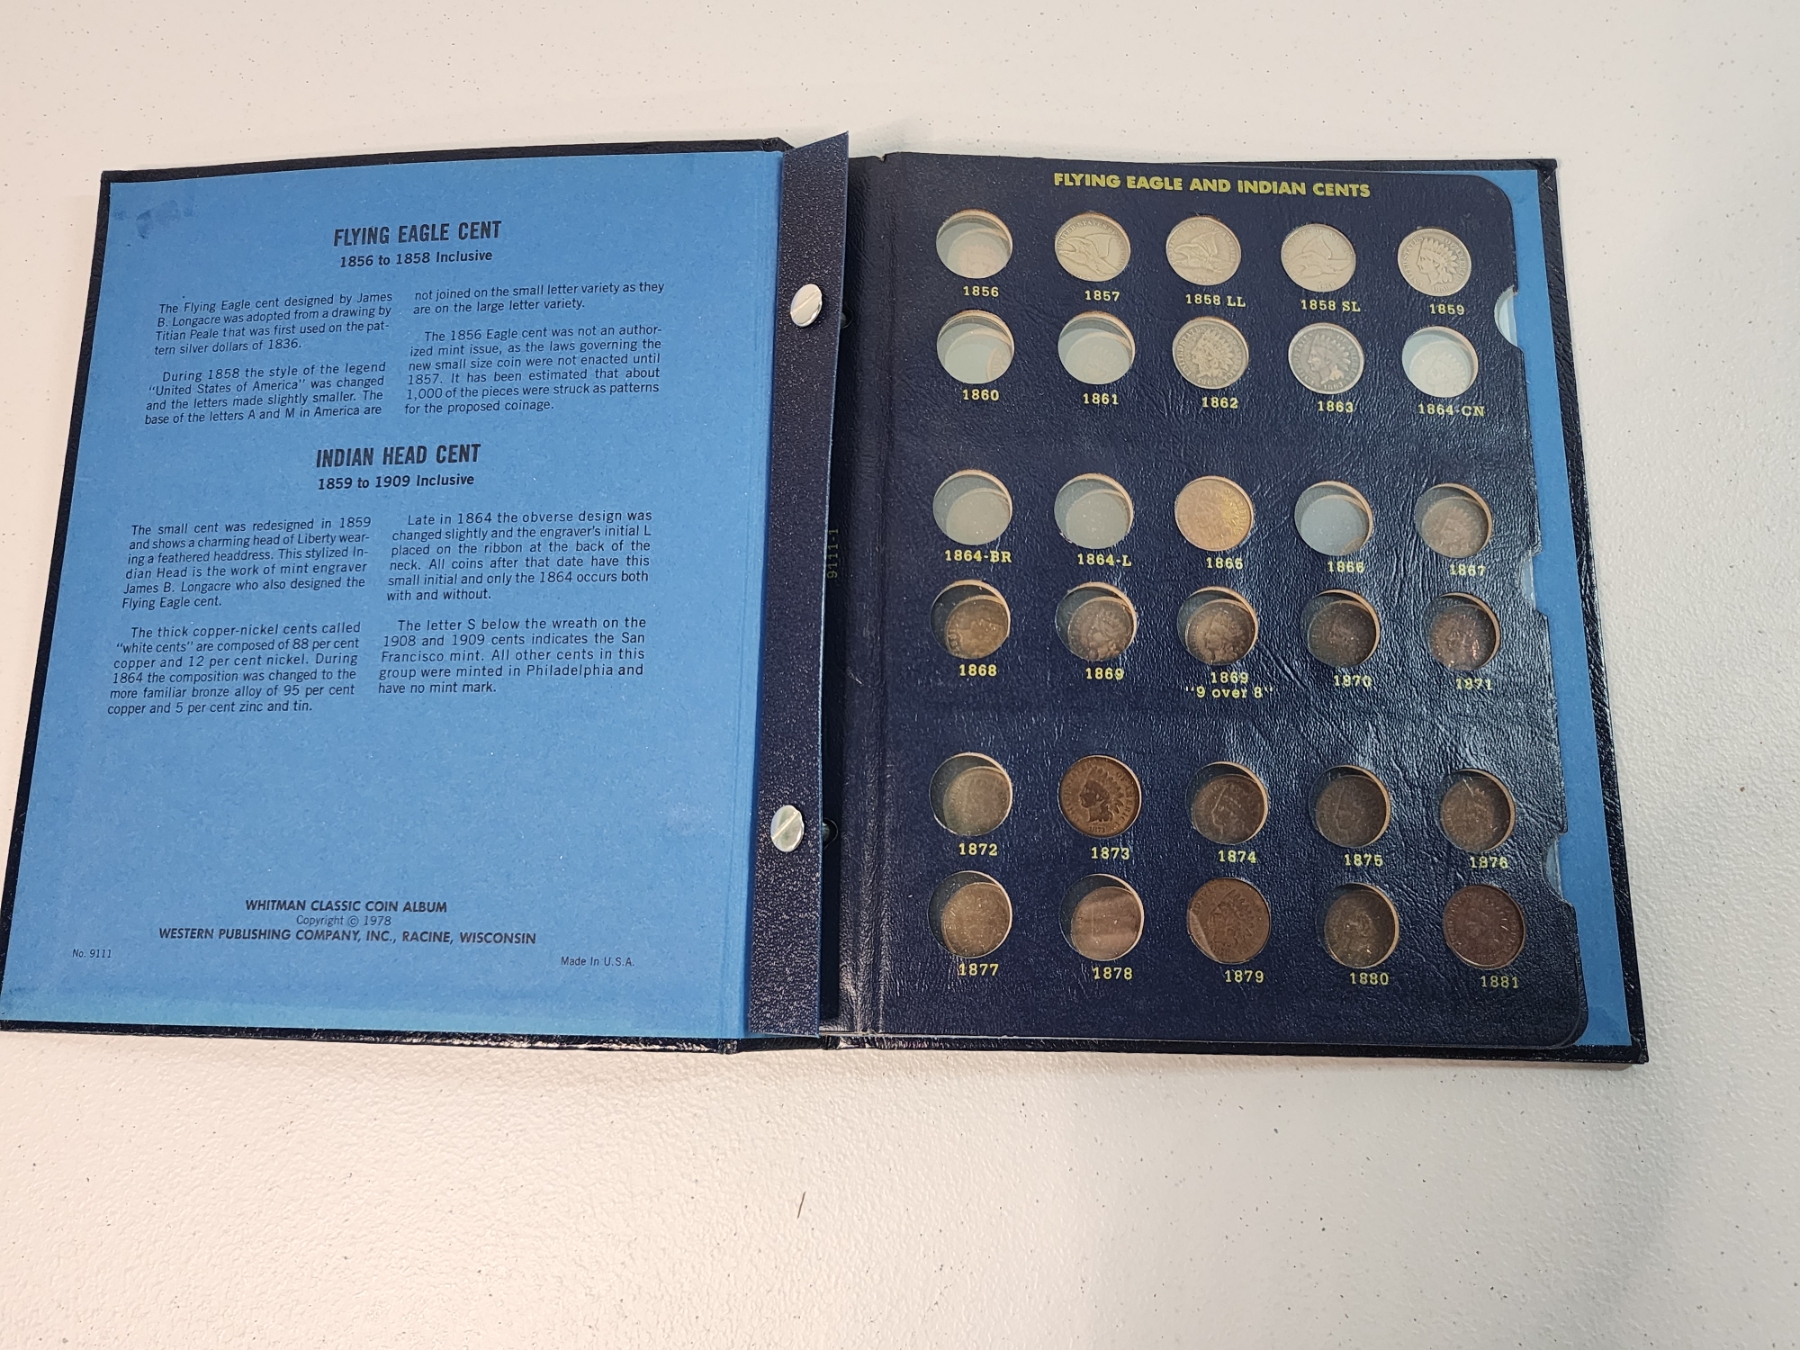 FLYING EAGLE CENT
1856 to 1858 Inclusive
The Flying Eagle cent designed by James
B. Longacre was adopted from a drawing by
Titian Peale that was first used on the pat-
tern silver dollars of 1836.
During 1858 the style of the legend
"United States of America" was changed
and the letters made slightly smaller. The
base of the letters A and M in America are
not joined on the small letter variety as they
are on the large letter variety.
The 1856 Eagle cent was not an author-
ized mint issue, as the laws governing the
new small size coin were not enacted until
1857. It has been estimated that about
1,000 of the pieces were struck as patterns
for the proposed coinage.
INDIAN HEAD CENT
1859 to 1909 Inclusive
The small cent was redesigned in 1859
and shows a charming head of Liberty wear-
ing a feathered headdress. This stylized In-
dian Head is the work of mint engraver
James B. Longacre who also designed the
Flying Eagle cent.
The thick copper-nickel cents called
"white cents" are composed of 88 per cent
copper and 12 per cent nickel. During
1864 the composition was changed to the
more familiar bronze alloy of 95 per cent
copper and 5 per cent zinc and tin.
Late in 1864 the obverse design was
changed slightly and the engraver's initial L
placed on the ribbon at the back of the
neck. All coins after that date have this
small initial and only the 1864 occurs both
with and without.
The letter S below the wreath on the
1908 and 1909 cents indicates the San
Francisco mint. All other cents in this
group were minted in Philadelphia and
have no mint mark.
WHITMAN CLASSIC COIN ALBUM
Copyright © 1978
WESTERN PUBLISHING COMPANY, INC., RACINE, WISCONSIN
No. 9111
Made In U.S.A.
9111-1
FLYING EAGLE AND INDIAN CENTS
1856 1857 1858 LL 1858 SL 1859
1860 1861 1862 1863 1864-CN
1864-BR 1864-L 1865 1866 1867
1868 1869 1869 1870 1871
"9 over 8"
1872 1873 1874 1875 1876
1877 1878 1879 1880 1881